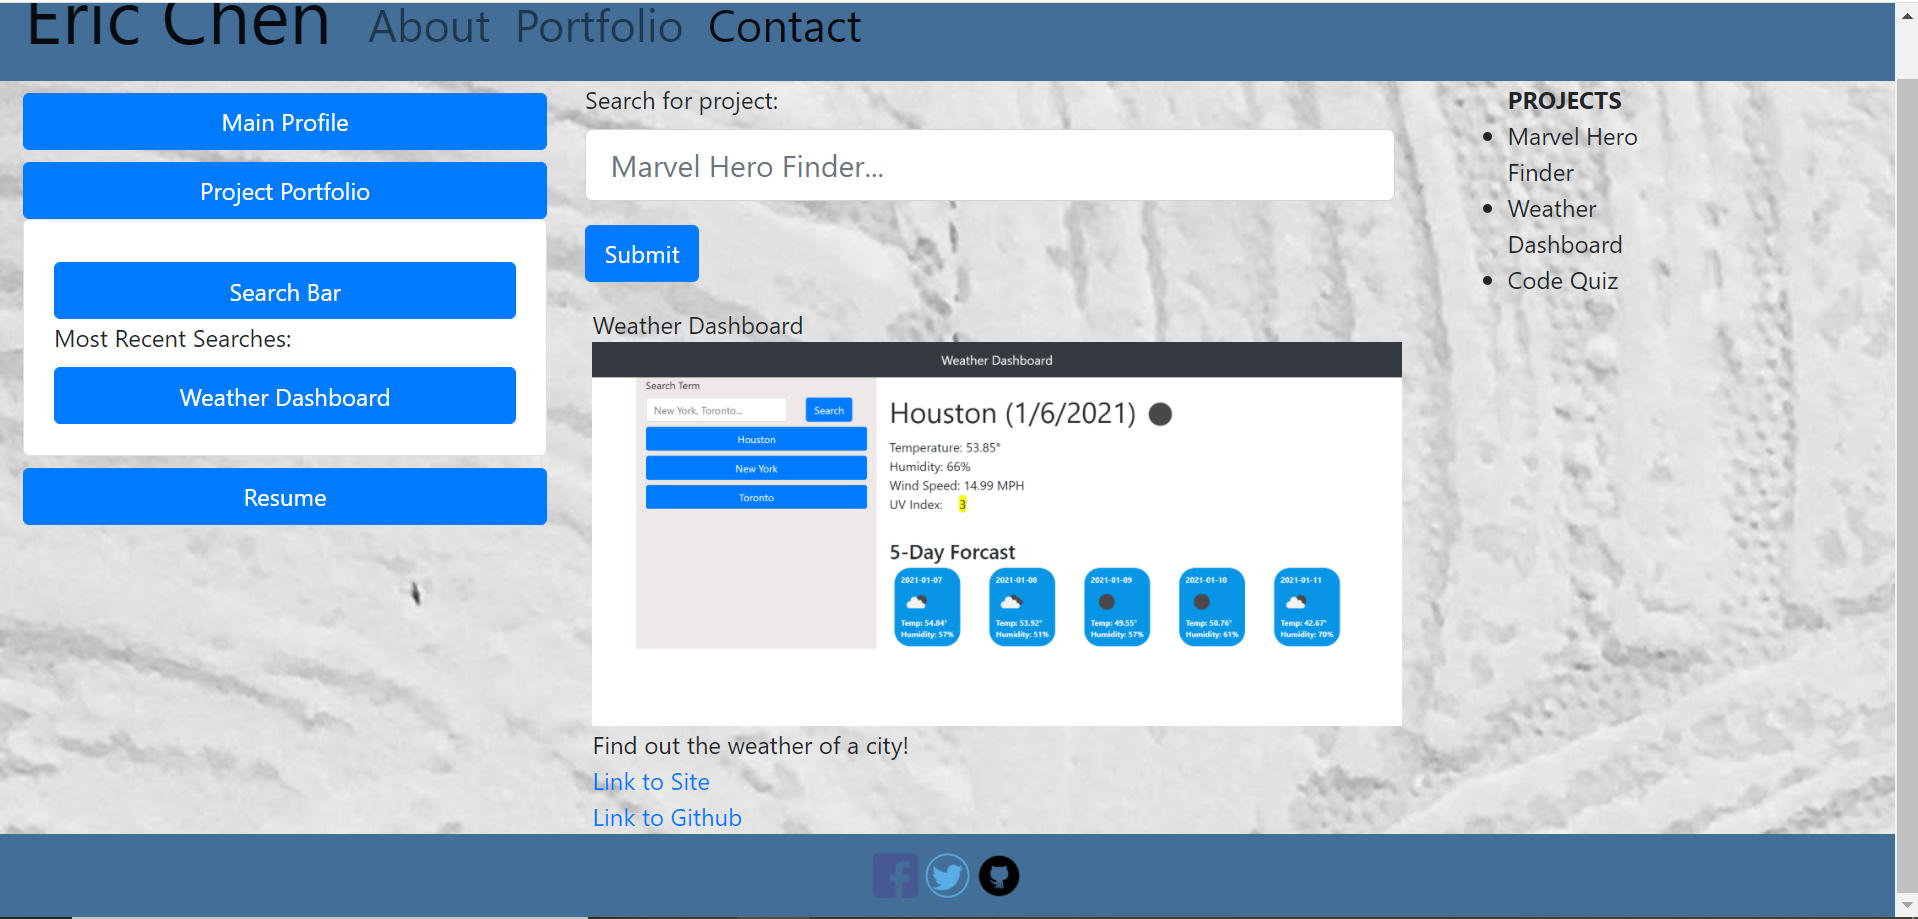 Eric Chen About Portfolio Contact
Main Profile
Project Portfolio
Search Bar
Most Recent Searches:
Weather Dashboard
Resume
Search for project:
Marvel Hero Finder...
Submit
Weather Dashboard
Weather Dashboard
Search Term
New York, Toronto...
Search
Houston
New York
Toronto
Houston (1/6/2021)
Temperature: 53.85°
Humidity: 66%
Wind Speed: 14.99 MPH
UV Index: 3
5-Day Forcast
2021-01-07
Temp: 54.84°
Humidity: 57%
2021-01-08
Temp: 53.92°
Humidity: 51%
2021-01-09
Temp: 49.55°
Humidity: 57%
2021-01-10
Temp: 50.76°
Humidity: 61%
2021-01-11
Temp: 42.67°
Humidity: 70%
Find out the weather of a city!
Link to Site
Link to Github
PROJECTS
Marvel Hero
Finder
Weather
Dashboard
Code Quiz